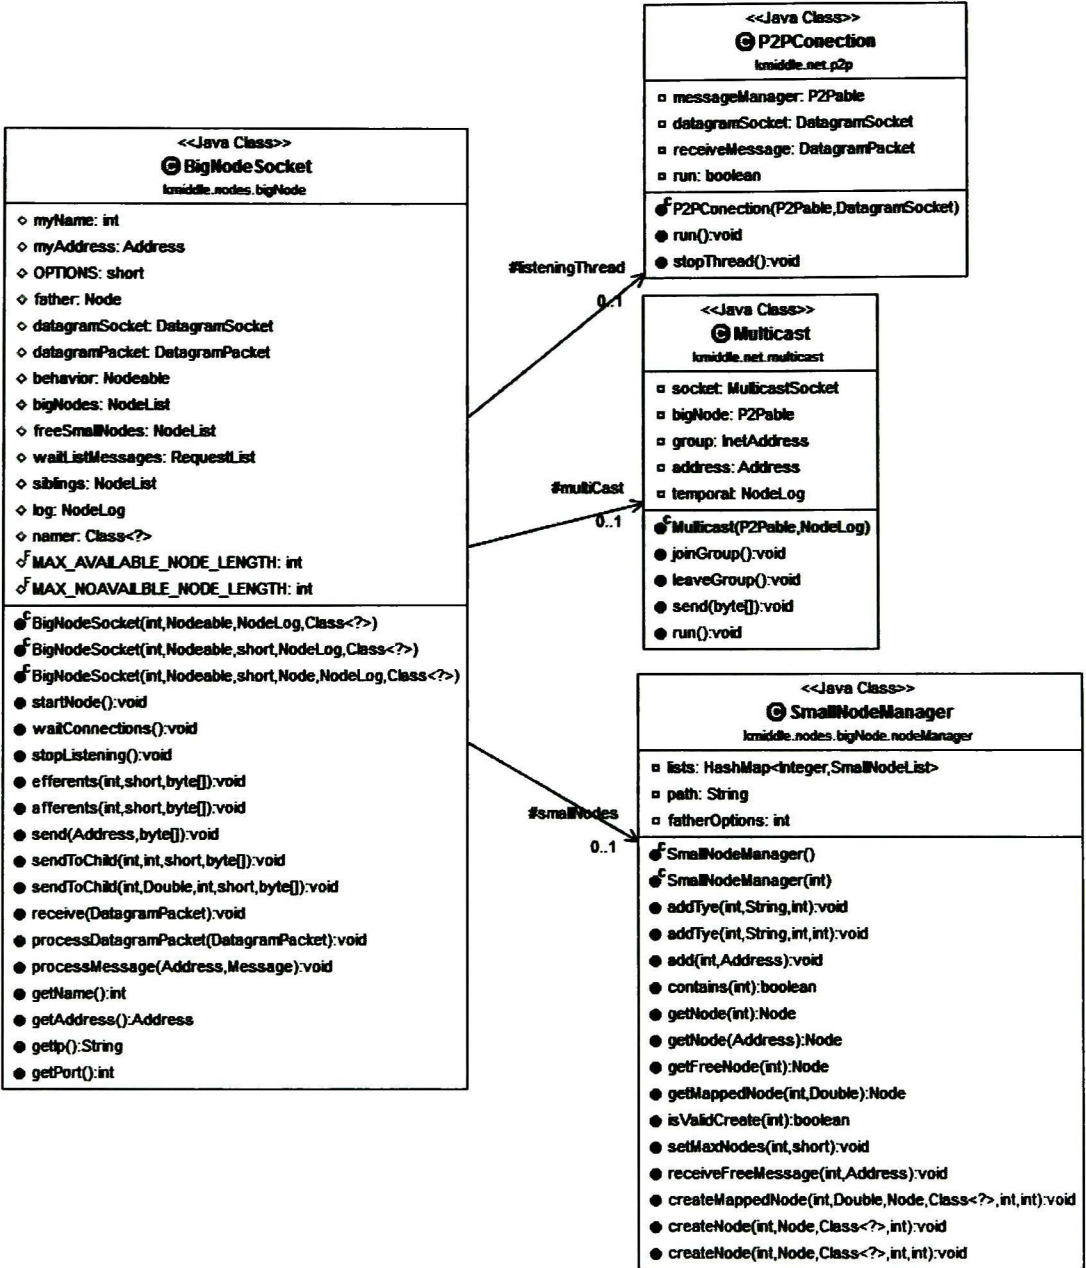 <<Java Class>>
BigNodeSocket
kmiddle.nodes.bigNode
myName: int
myAddress: Address
OPTIONS: short
father: Node
datagramSocket: DatagramSocket
datagramPacket: DatagramPacket
behavior: Nodeable
bigNodes: NodeList
freeSmallNodes: NodeList
waitListMessages: RequestList
siblings: NodeList
log: NodeLog
namer: Class<?>
F MAX_AVAILABLE_NODE_LENGTH: int
F MAX_NOAVAILBLE_NODE_LENGTH: int
C BigNodeSocket(int,Nodeable,NodeLog,Class<?>)
C BigNodeSocket(int,Nodeable,short,NodeLog,Class<?>)
C BigNodeSocket(int,Nodeable,short,Node,NodeLog,Class<?>)
startNode():void
waitConnections():void
stopListening():void
efferents(int,short,byte[]):void
afferents(int,short,byte[]):void
send(Address,byte[]):void
sendToChild(int,int,short,byte[]):void
sendToChild(int,Double,int,short,byte[]):void
receive(DatagramPacket):void
processDatagramPacket(DatagramPacket):void
processMessage(Address,Message):void
getName():int
getAddress():Address
getIp():String
getPort():int
#listeningThread
0..1
#multiCast
0..1
#smallNodes
0..1
<<Java Class>>
C P2PConection
kmiddle.net.p2p
messageManager: P2Pable
datagramSocket: DatagramSocket
receiveMessage: DatagramPacket
run: boolean
C P2PConection(P2Pable,DatagramSocket)
run():void
stopThread():void
<<Java Class>>
C Multicast
kmiddle.net.multicast
socket: MulticastSocket
bigNode: P2Pable
group: InetAddress
address: Address
temporal: NodeLog
C Multicast(P2Pable,NodeLog)
joinGroup():void
leaveGroup():void
send(byte[]):void
run():void
<<Java Class>>
C SmallNodeManager
kmiddle.nodes.bigNode.nodeManager
lists: HashMap<Integer,SmallNodeList>
path: String
fatherOptions: int
C SmallNodeManager()
C SmallNodeManager(int)
addTye(int,String,int):void
addTye(int,String,int,int):void
add(int,Address):void
contains(int):boolean
getNode(int):Node
getNode(Address):Node
getFreeNode(int):Node
getMappedNode(int,Double):Node
isValidCreate(int):boolean
setMaxNodes(int,short):void
receiveFreeMessage(int,Address):void
createMappedNode(int,Double,Node,Class<?>,int,int):void
createNode(int,Node,Class<?>,int):void
createNode(int,Node,Class<?>,int,int):void